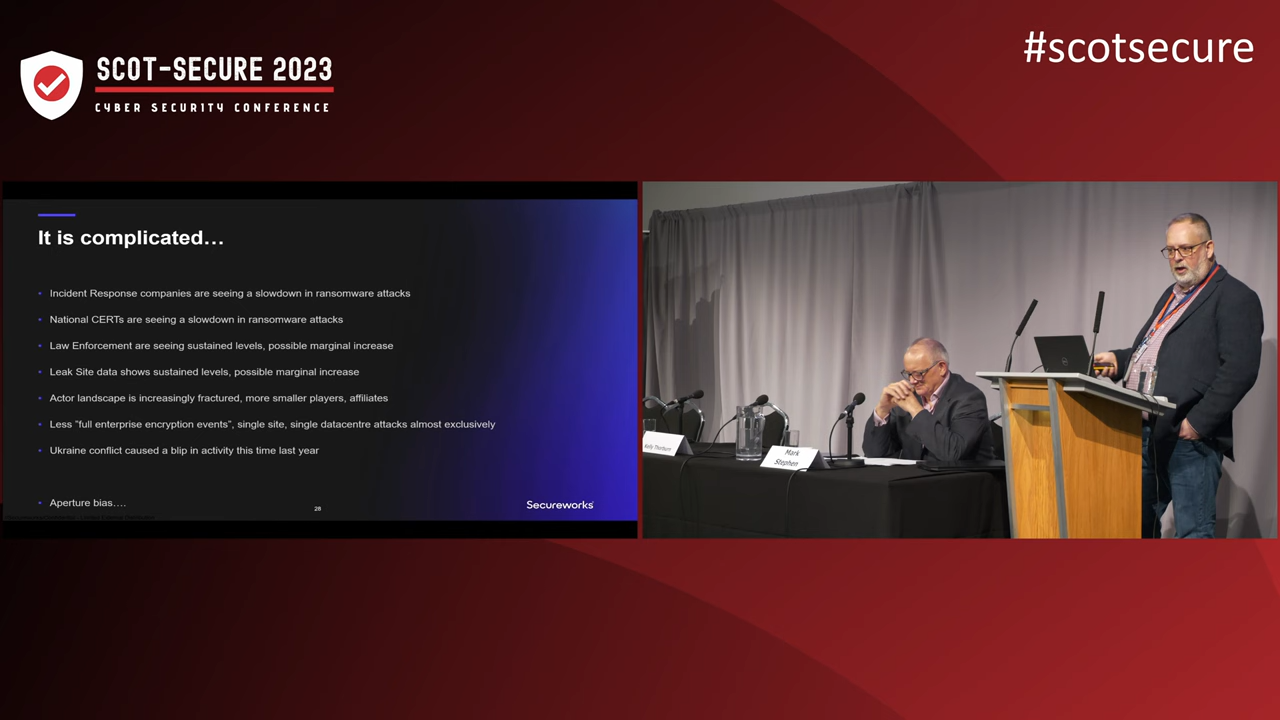 SCOT-SECURE 2023
CYBER SECURITY CONFERENCE
#scotsecure
It is complicated…
Incident Response companies are seeing a slowdown in ransomware attacks
National CERTs are seeing a slowdown in ransomware attacks
Law Enforcement are seeing sustained levels, possible marginal increase
Leak Site data shows sustained levels, possible marginal increase
Actor landscape is increasingly fractured, more smaller players, affiliates
Less "full enterprise encryption events", single site, single datacentre attacks almost exclusively
Ukraine conflict caused a blip in activity this time last year
Aperture bias….
28
Secureworks
Kelly Thorburn
Mark
Stephen